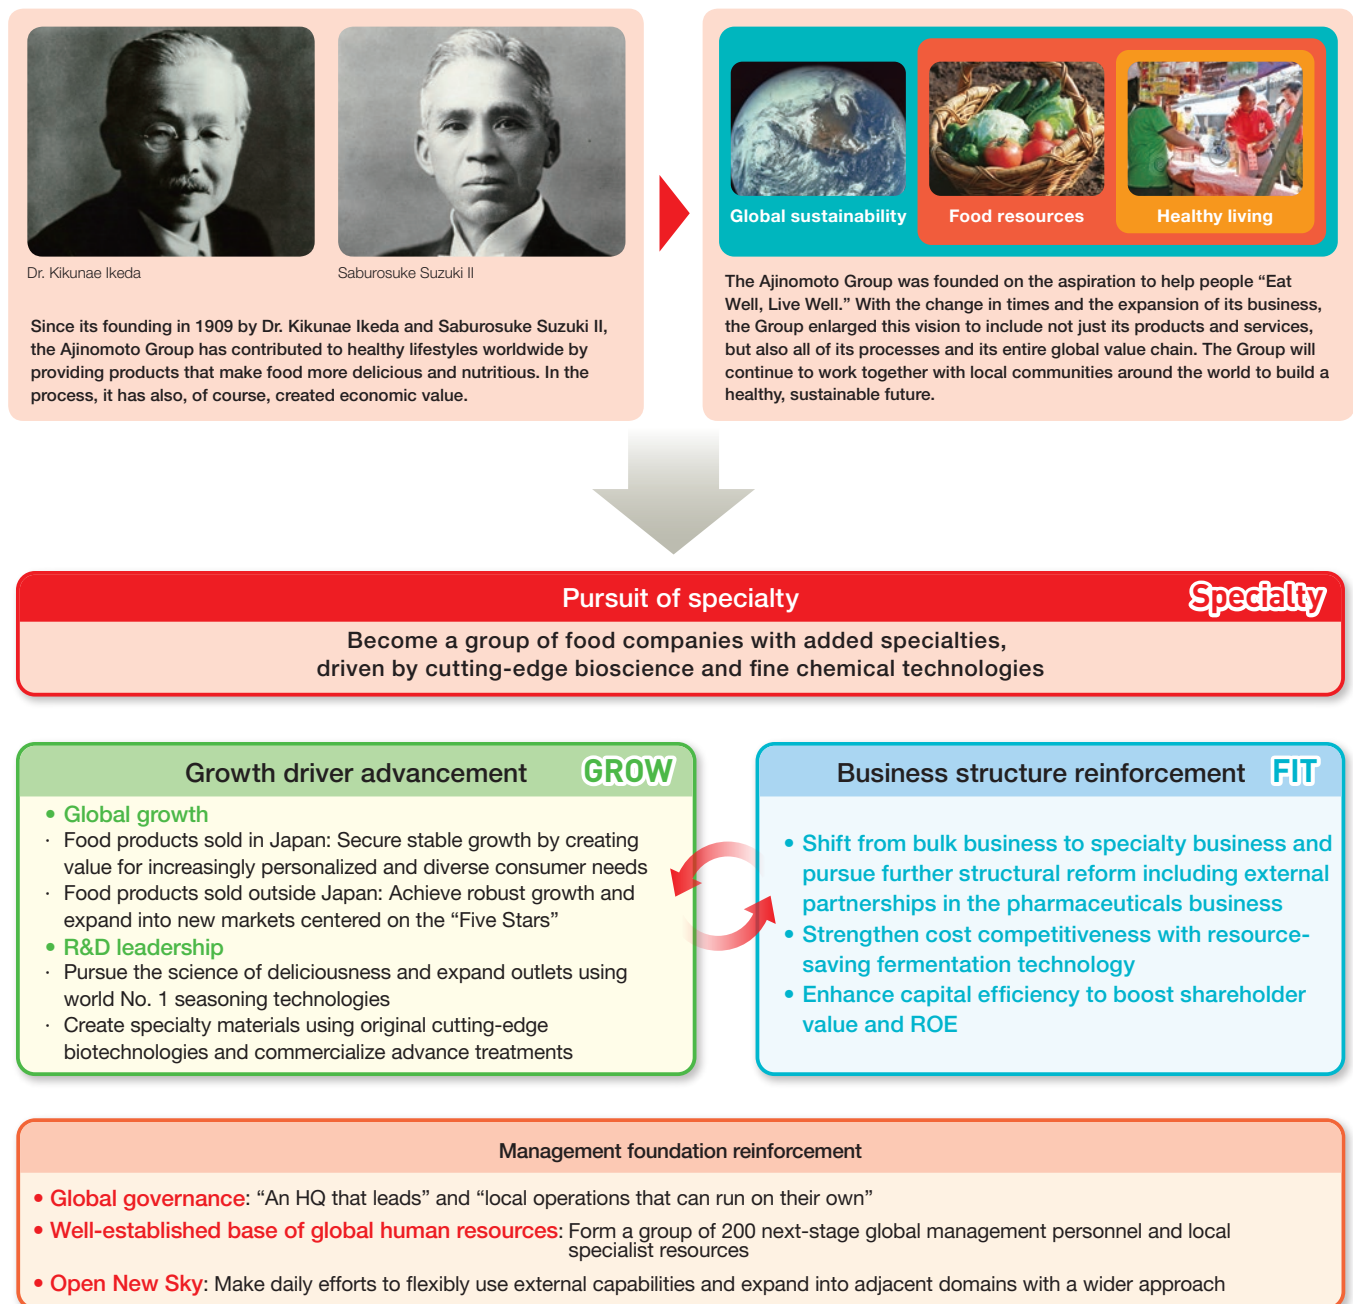 Dr. Kikunae Ikeda
Saburosuke Suzuki II
Since its founding in 1909 by Dr. Kikunae Ikeda and Saburosuke Suzuki II,
the Ajinomoto Group has contributed to healthy lifestyles worldwide by
providing products that make food more delicious and nutritious. In the
process, it has also, of course, created economic value.
Global sustainability
Food resources
Healthy living
The Ajinomoto Group was founded on the aspiration to help people “Eat
Well, Live Well.” With the change in times and the expansion of its business,
the Group enlarged this vision to include not just its products and services,
but also all of its processes and its entire global value chain. The Group will
continue to work together with local communities around the world to build a
healthy, sustainable future.
Pursuit of specialty
Specialty
Become a group of food companies with added specialties,
driven by cutting-edge bioscience and fine chemical technologies
Growth driver advancement
GROW
• Global growth
· Food products sold in Japan: Secure stable growth by creating
value for increasingly personalized and diverse consumer needs
· Food products sold outside Japan: Achieve robust growth and
expand into new markets centered on the “Five Stars”
• R&D leadership
· Pursue the science of deliciousness and expand outlets using
world No. 1 seasoning technologies
· Create specialty materials using original cutting-edge
biotechnologies and commercialize advance treatments
Business structure reinforcement
FIT
• Shift from bulk business to specialty business and
pursue further structural reform including external
partnerships in the pharmaceuticals business
• Strengthen cost competitiveness with resource-
saving fermentation technology
• Enhance capital efficiency to boost shareholder
value and ROE
Management foundation reinforcement
• Global governance: “An HQ that leads” and “local operations that can run on their own”
• Well-established base of global human resources: Form a group of 200 next-stage global management personnel and local
specialist resources
• Open New Sky: Make daily efforts to flexibly use external capabilities and expand into adjacent domains with a wider approach